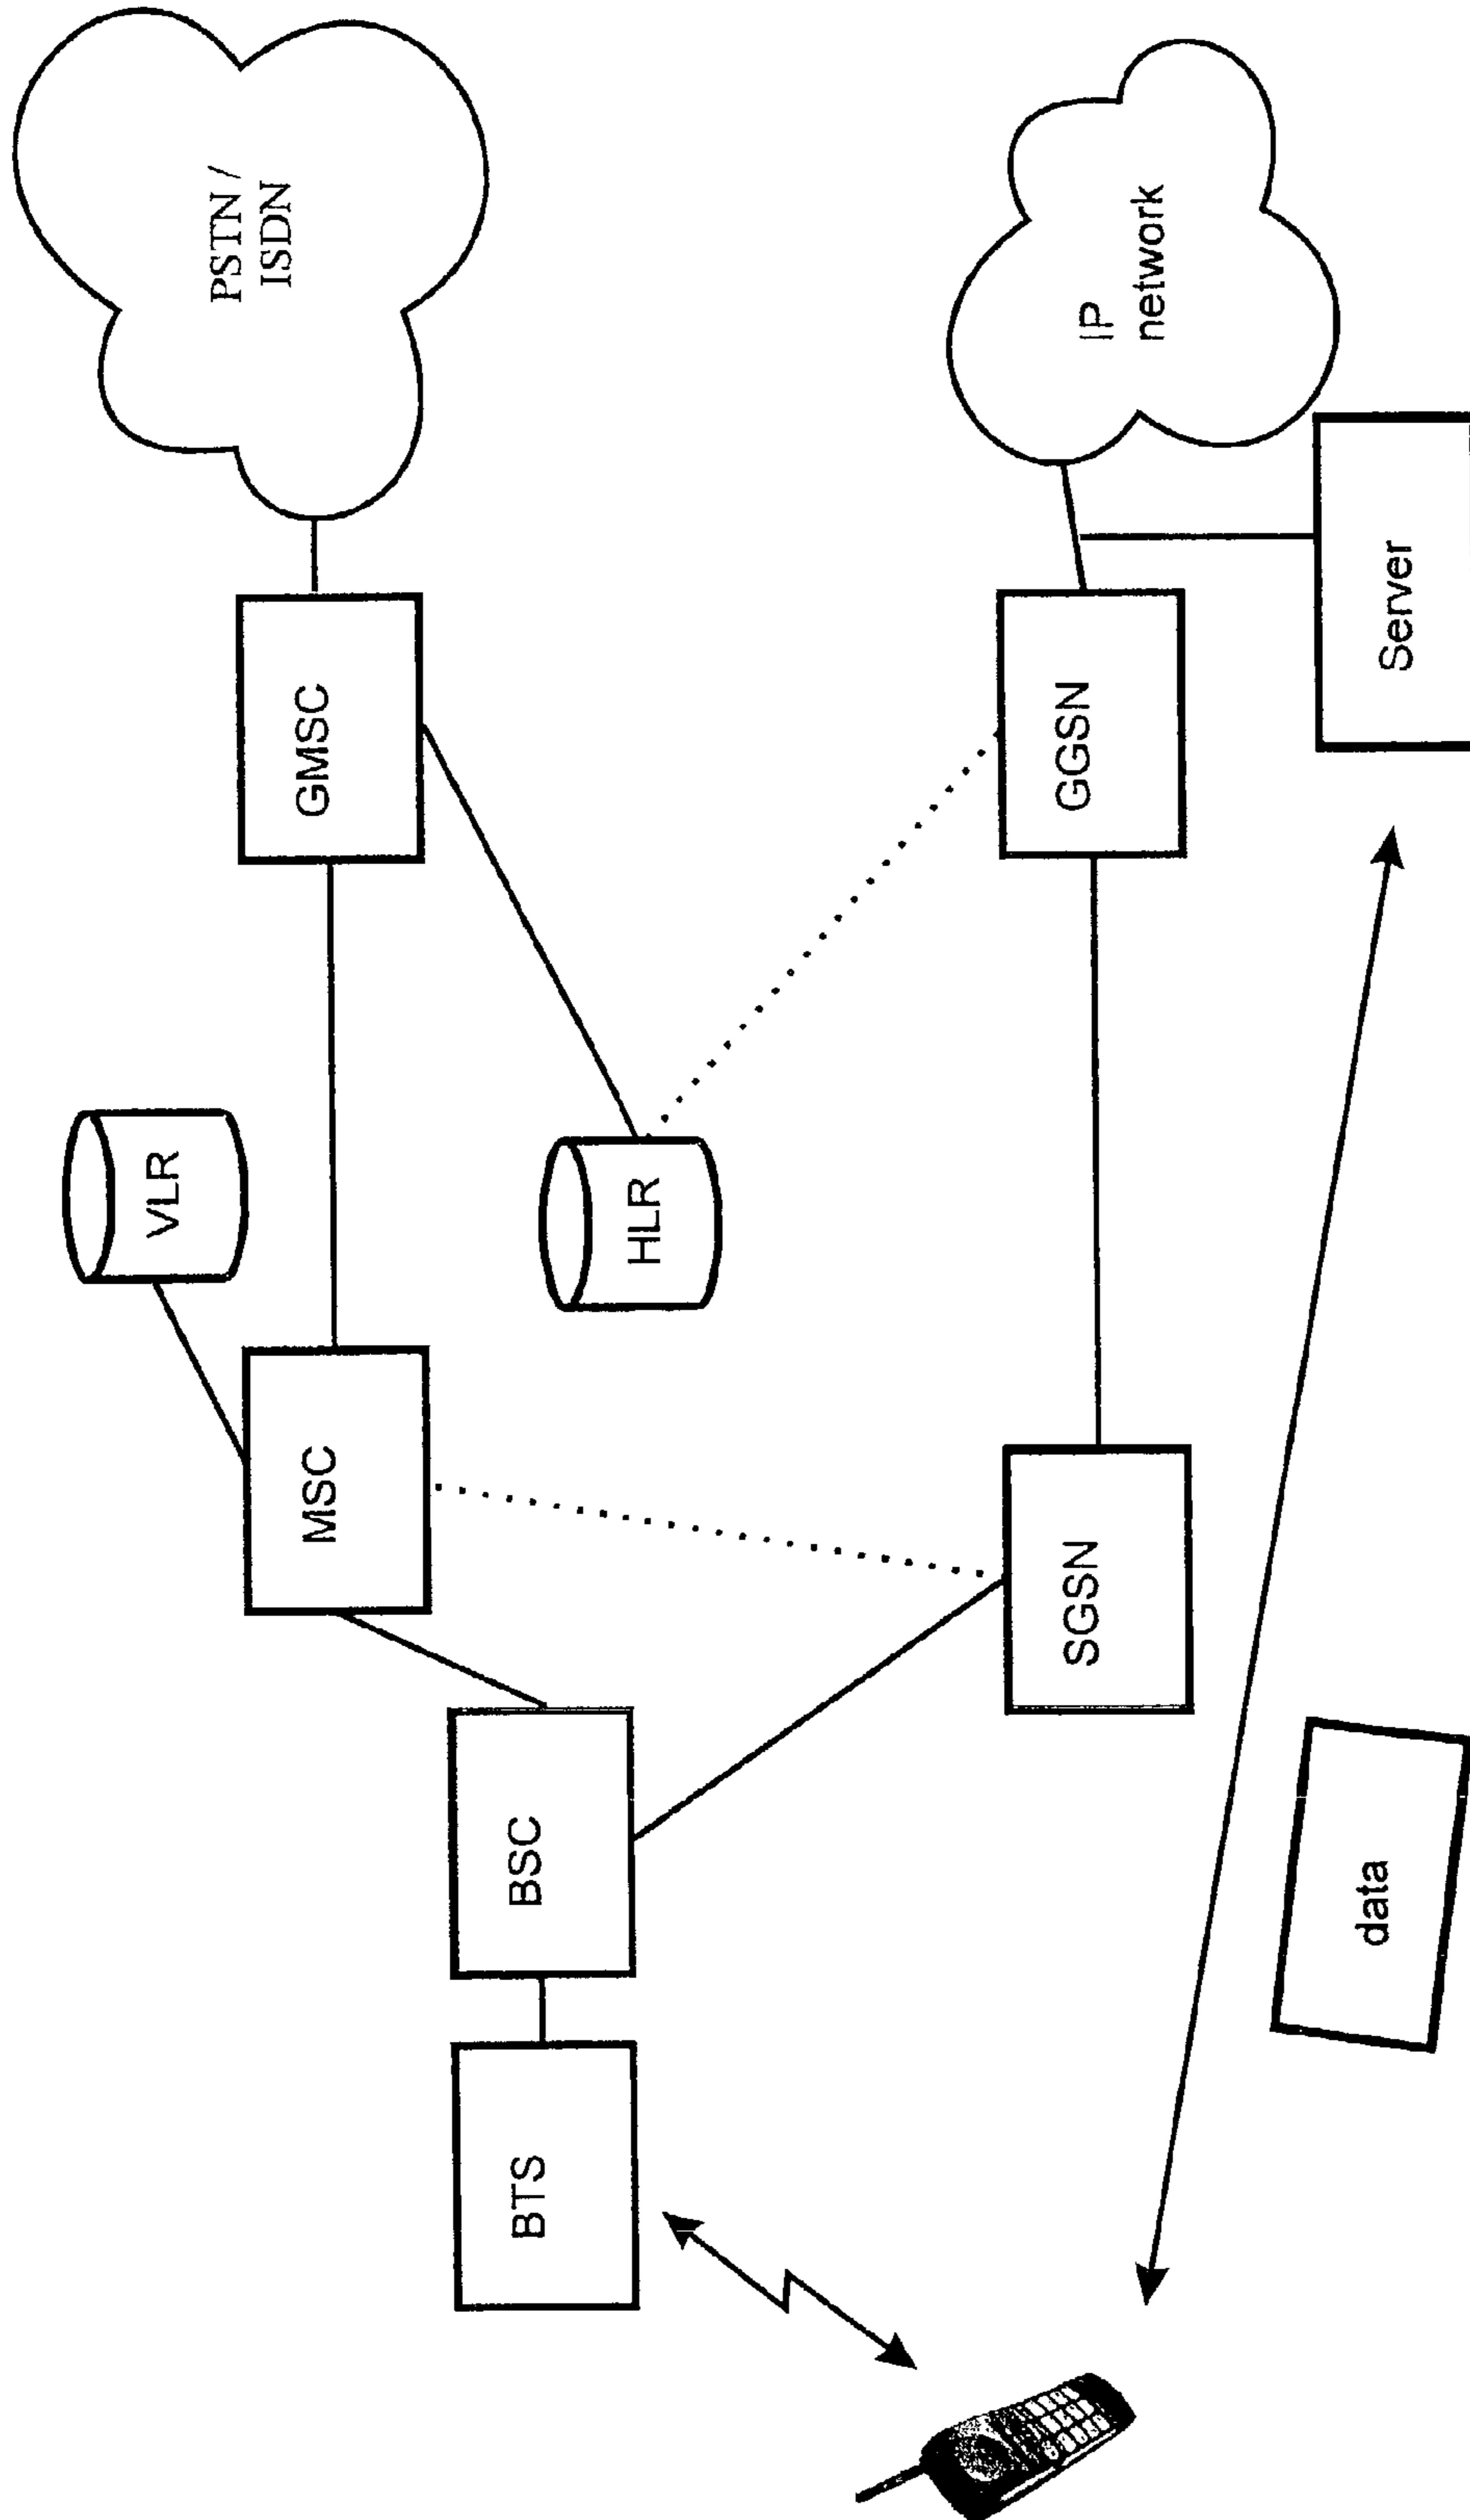 VLR
PSTN /
ISDN
MSC
GMSC
BTS
BSC
HLR
SGSN
GGSN
IP
network
data
Server